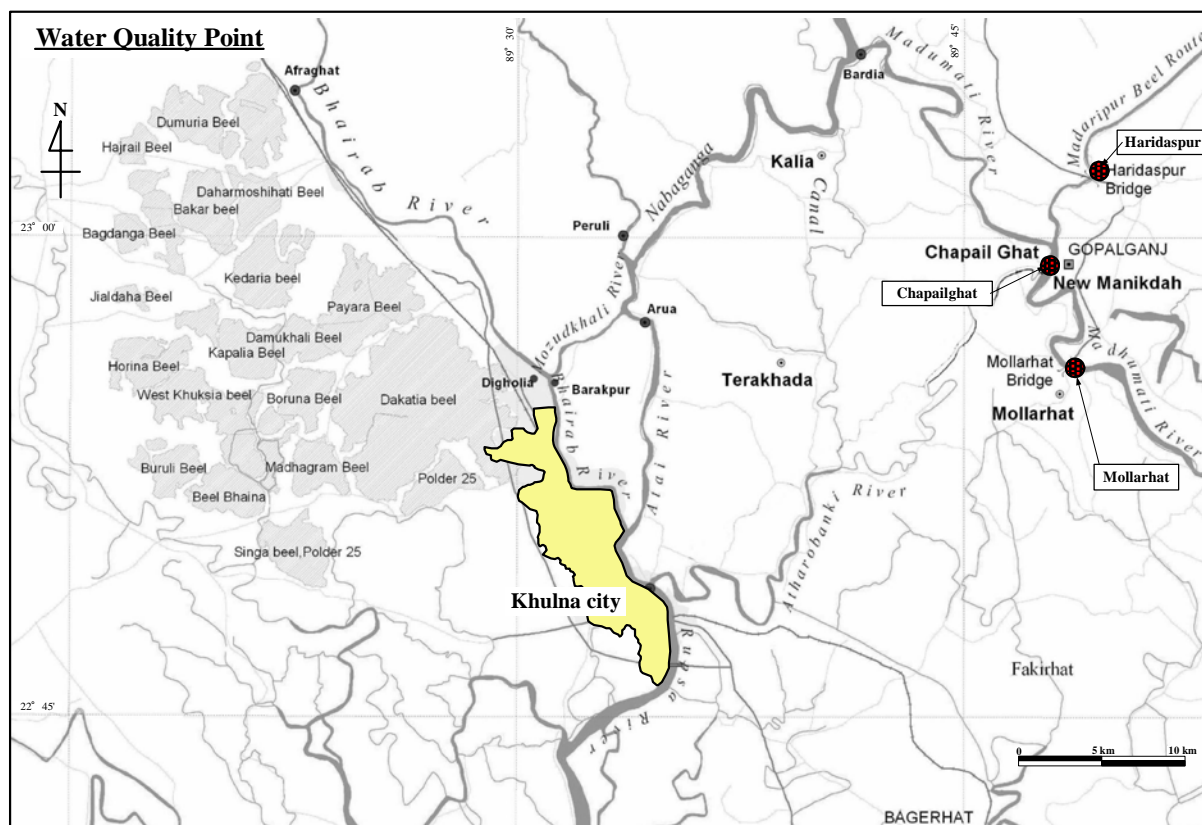 Water Quality Point
N
89° 30'
89° 45'
Afraghat
Bhairab River
Dumuria Beel
Hajrail Beel
Daharmoshihati Beel
Bakar beel
Bagdanga Beel
23° 00'
Kedaria beel
Jialdaha Beel
Payara Beel
Damukhali Beel
Kapalia Beel
Horina Beel
West Khuksia beel
Boruna Beel
Dakatia beel
Buruli Beel
Madhagram Beel
Beel Bhaina
Polder 25
Singa beel,Polder 25
Bardia
Madumati River
Madaripur Beel Route
Haridaspur
Haridaspur
Bridge
Kalia
Canal
Nabaganga
Peruli
Mozudkhali River
Arua
Chapail Ghat
GOPALGANJ
New Manikdah
Chapailghat
Digholia
Barakpur
Bhairab River
Atai River
Terakhada
Mollarhat
Bridge
Madhumati River
Mollarhat
Mollarhat
Atharobanki River
Khulna city
Rupsa River
Fakirhat
22° 45'
0 5 km 10 km
BAGERHAT